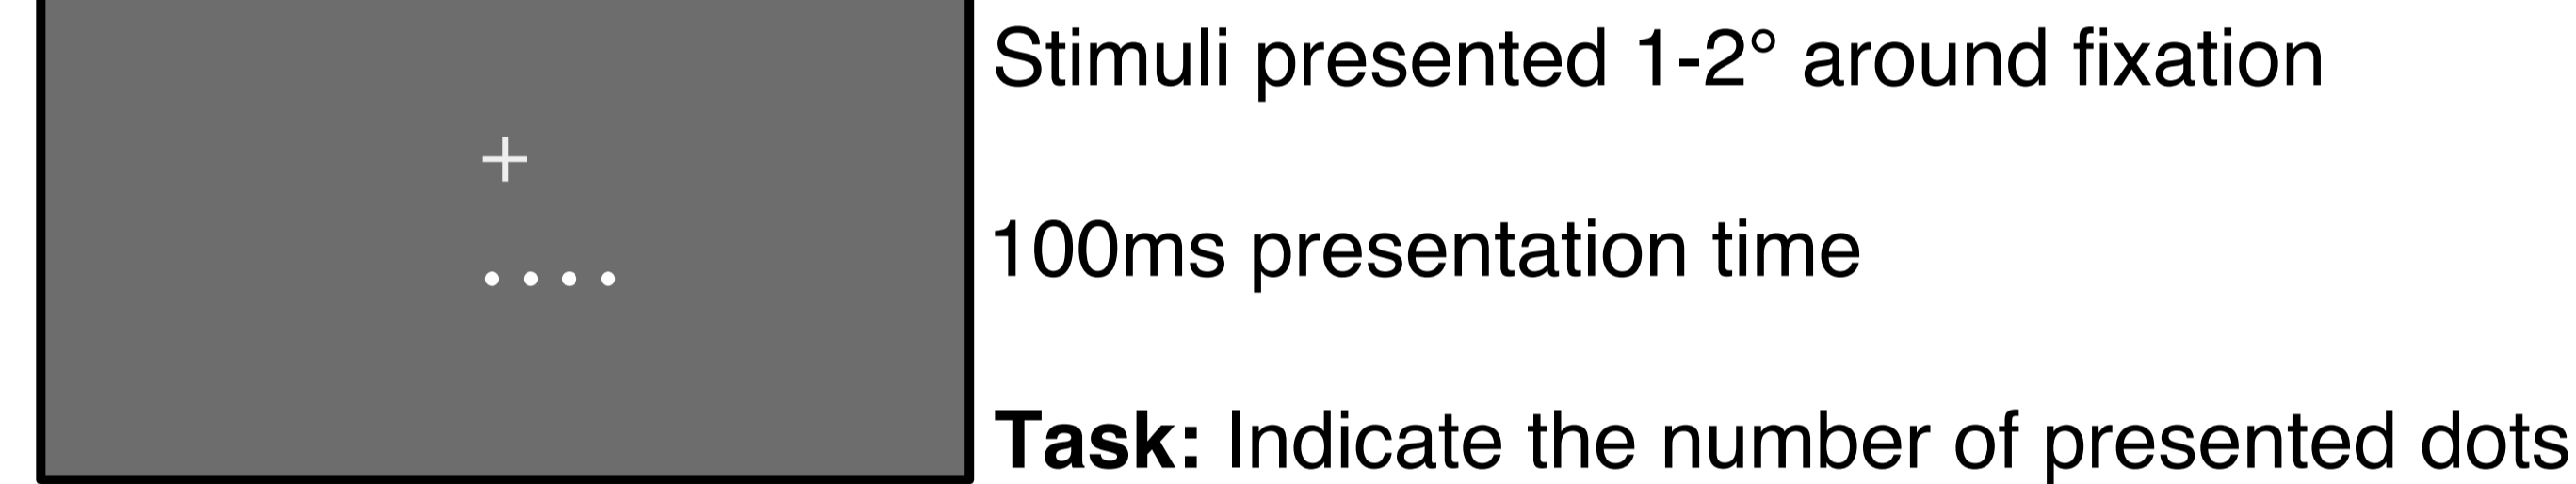 Stimuli presented 1-2° around fixation
100ms presentation time
Task: Indicate the number of presented dots